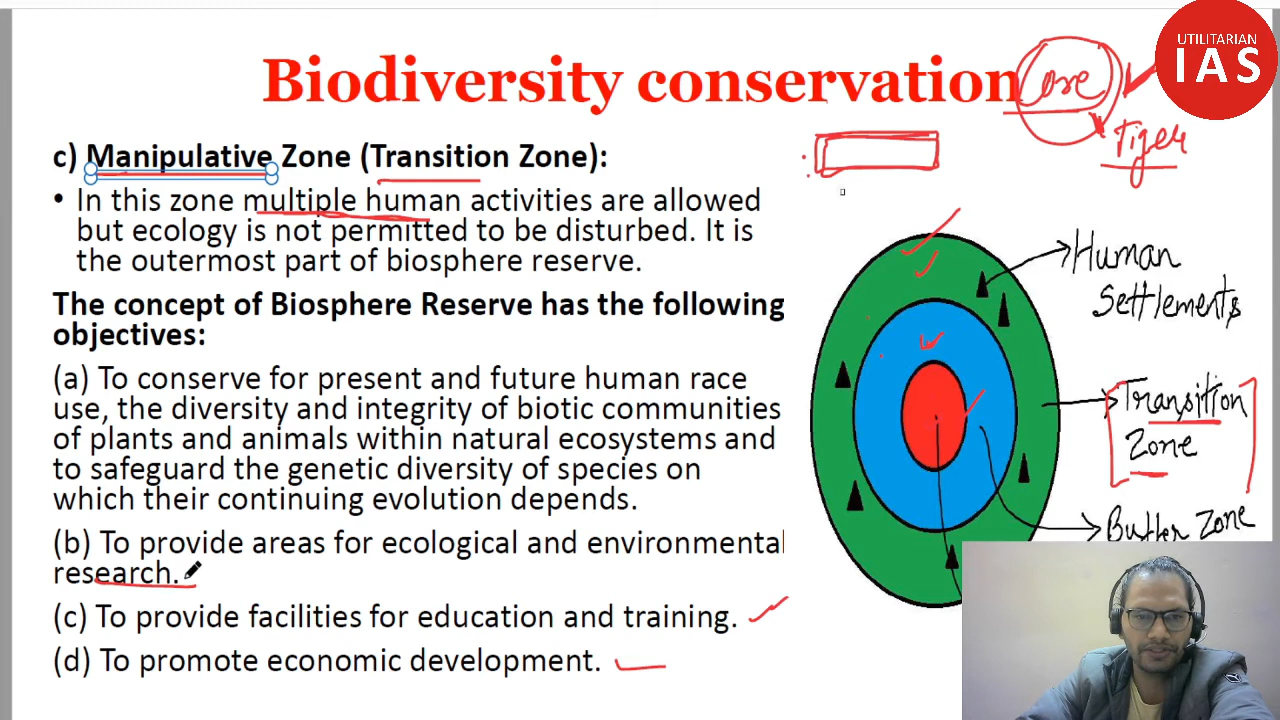 Biodiversity conservation
Core
Tiger
UTILITARIAN
IAS
c) Manipulative Zone (Transition Zone):
• In this zone multiple human activities are allowed
but ecology is not permitted to be disturbed. It is
the outermost part of biosphere reserve.
The concept of Biosphere Reserve has the following
objectives:
(a) To conserve for present and future human race
use, the diversity and integrity of biotic communities
of plants and animals within natural ecosystems and
to safeguard the genetic diversity of species on
which their continuing evolution depends.
(b) To provide areas for ecological and environmental
research.
(c) To provide facilities for education and training.
(d) To promote economic development.
Human
Settlements
Transition
Zone
Buffer Zone